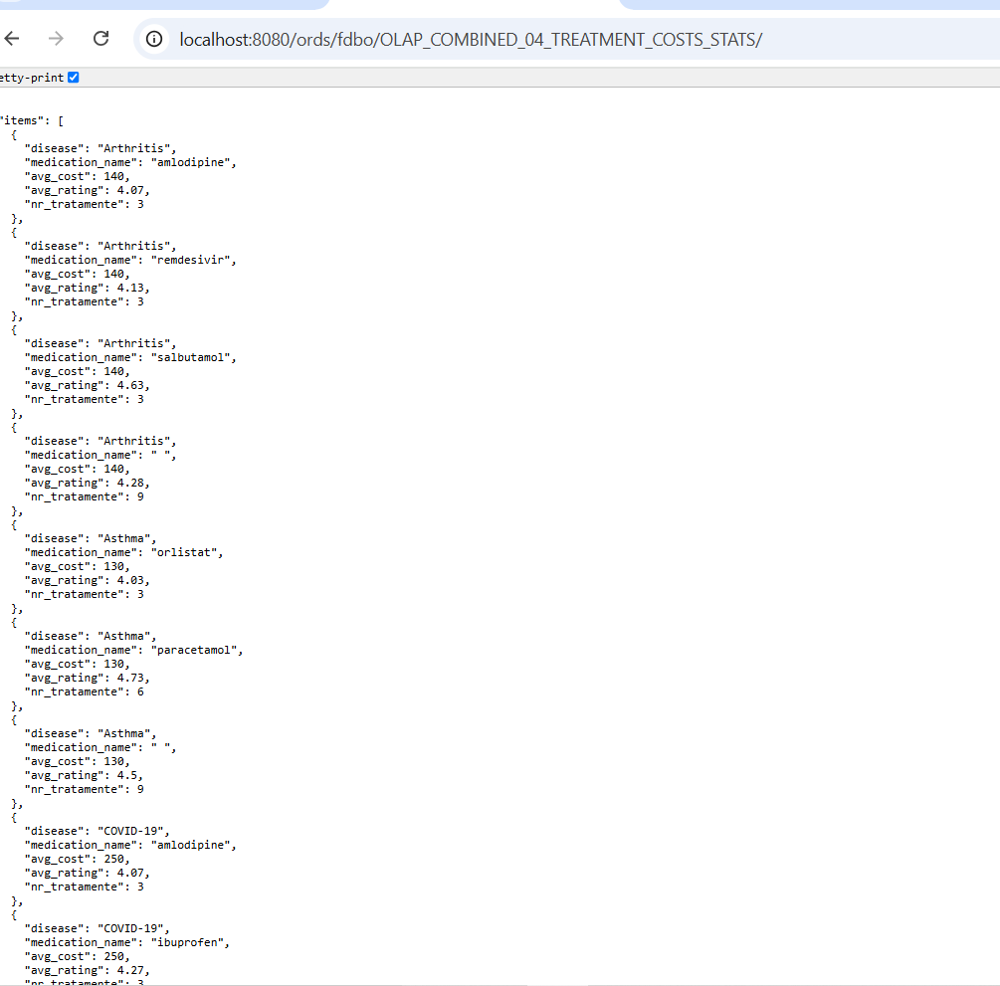 localhost:8080/ords/fdbo/OLAP_COMBINED_04_TREATMENT_COSTS_STATS/
etty-print
"items": [
{
"disease": "Arthritis",
"medication_name": "amlodipine",
"avg_cost": 140,
"avg_rating": 4.07,
"nr_tratamente": 3
},
{
"disease": "Arthritis",
"medication_name": "remdesivir",
"avg_cost": 140,
"avg_rating": 4.13,
"nr_tratamente": 3
},
{
"disease": "Arthritis",
"medication_name": "salbutamol",
"avg_cost": 140,
"avg_rating": 4.63,
"nr_tratamente": 3
},
{
"disease": "Arthritis",
"medication_name": " ",
"avg_cost": 140,
"avg_rating": 4.28,
"nr_tratamente": 9
},
{
"disease": "Asthma",
"medication_name": "orlistat",
"avg_cost": 130,
"avg_rating": 4.03,
"nr_tratamente": 3
},
{
"disease": "Asthma",
"medication_name": "paracetamol",
"avg_cost": 130,
"avg_rating": 4.73,
"nr_tratamente": 6
},
{
"disease": "Asthma",
"medication_name": " ",
"avg_cost": 130,
"avg_rating": 4.5,
"nr_tratamente": 9
},
{
"disease": "COVID-19",
"medication_name": "amlodipine",
"avg_cost": 250,
"avg_rating": 4.07,
"nr_tratamente": 3
},
{
"disease": "COVID-19",
"medication_name": "ibuprofen",
"avg_cost": 250,
"avg_rating": 4.27,
"nr_tratamente": 3